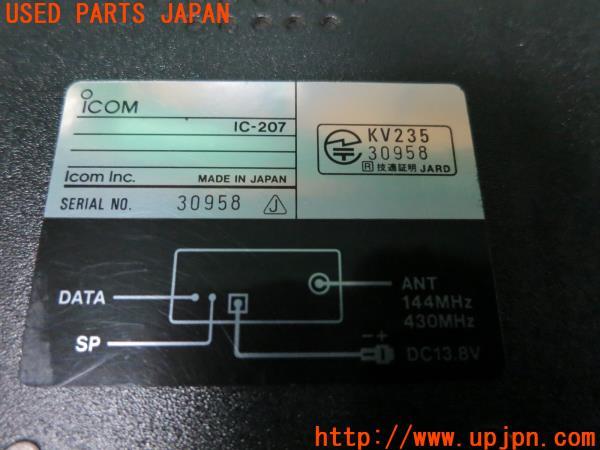 USED PARTS JAPAN
ICOM
IC-207
Icom Inc. MADE IN JAPAN
SERIAL NO. 30958 J
KV235
30958
R 技適証明 JARD
DATA
SP
ANT
144MHz
430MHz
- +
DC13.8V
http://www.upjpn.com/